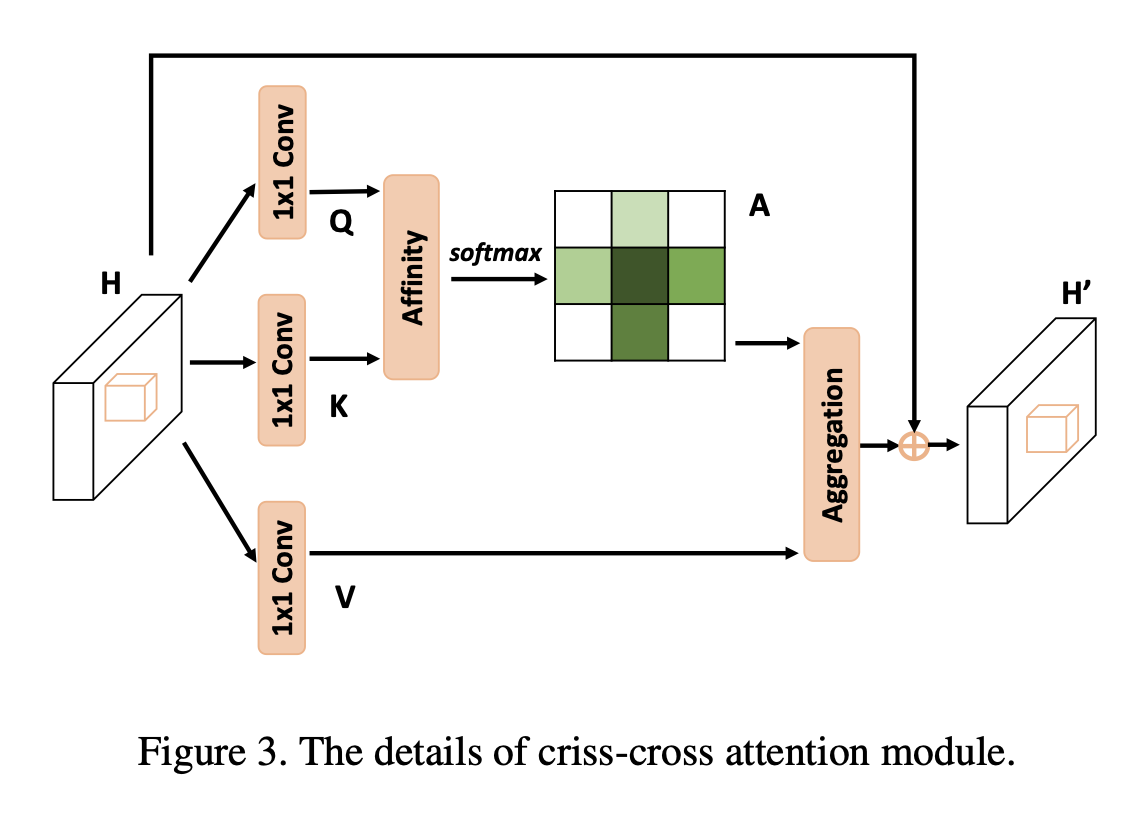 1x1 Conv
Q
A
softmax
Affinity
H
H’
1x1 Conv
K
Aggregation
1x1 Conv
V
Figure 3. The details of criss-cross attention module.